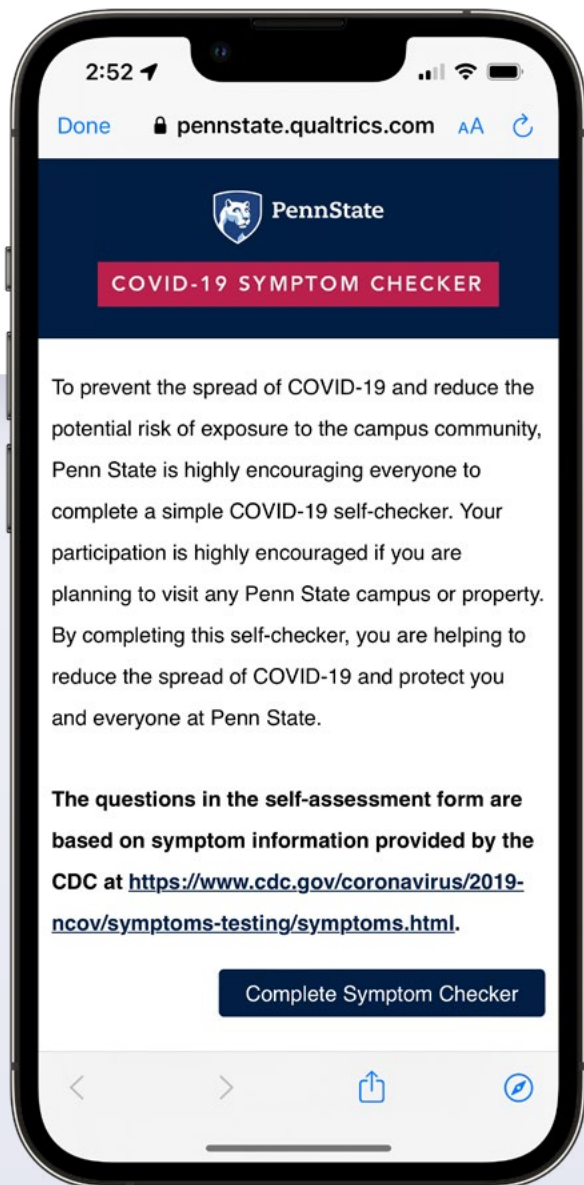 2:52
Done pennstate.qualtrics.com AA
PennState
COVID-19 SYMPTOM CHECKER
To prevent the spread of COVID-19 and reduce the
potential risk of exposure to the campus community,
Penn State is highly encouraging everyone to
complete a simple COVID-19 self-checker. Your
participation is highly encouraged if you are
planning to visit any Penn State campus or property.
By completing this self-checker, you are helping to
reduce the spread of COVID-19 and protect you
and everyone at Penn State.
The questions in the self-assessment form are
based on symptom information provided by the
CDC at https://www.cdc.gov/coronavirus/2019-
ncov/symptoms-testing/symptoms.html.
Complete Symptom Checker